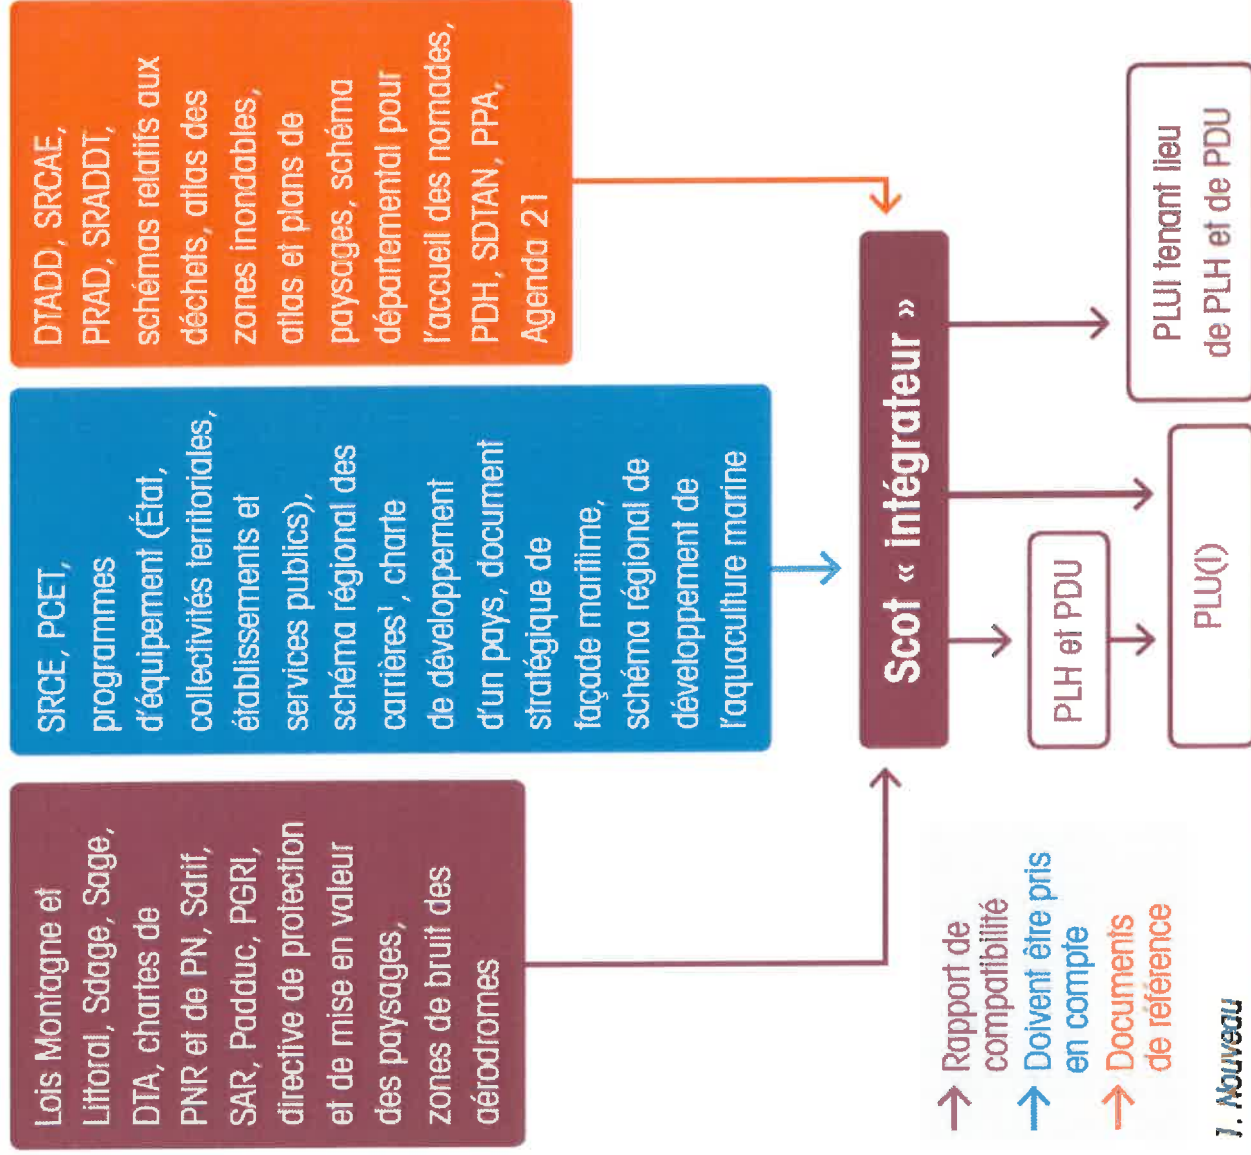 Lois Montagne et
Littoral, Sdage, Sage,
DTA, chartes de
PNR et de PN, Sdrif,
SAR, Padduc, PGRI,
directive de protection
et de mise en valeur
des paysages,
zones de bruit des
aérodromes
SRCE, PCET,
programmes
d'équipement (État,
collectivités territoriales,
établissements et
services publics),
schéma régional des
carrières¹, charte
de développement
d'un pays, document
stratégique de
façade maritime,
schéma régional de
développement de
l'aquaculture marine
DTADD, SRCAE,
PRAD, SRADDT,
schémas relatifs aux
déchets, atlas des
zones inondables,
atlas et plans de
paysages, schéma
départemental pour
l'accueil des nomades,
PDH, SDTAN, PPA,
Agenda 21
Scot « intégrateur »
PLH et PDU
PLU(I)
PLUI tenant lieu
de PLH et de PDU
Rapport de
compatibilité
Doivent être pris
en compte
Documents
de référence
1. Nouveau